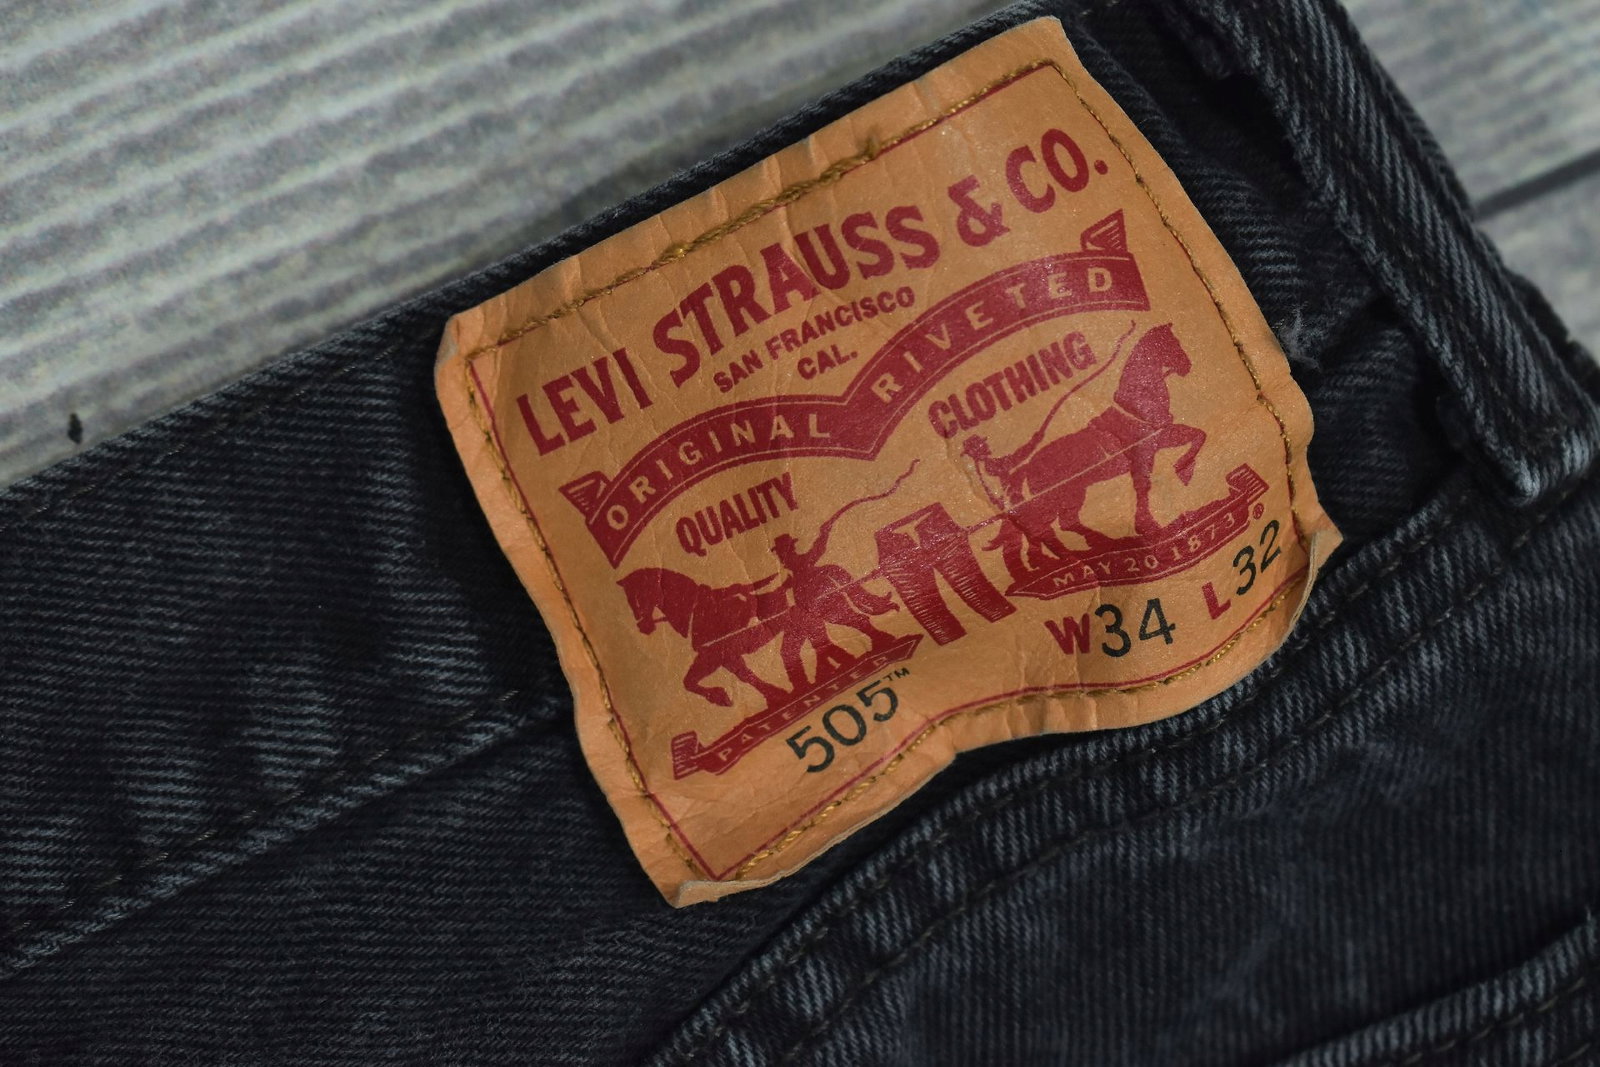 LEVI STRAUSS & CO.
SAN FRANCISCO
CAL.
ORIGINAL RIVETED
QUALITY CLOTHING
PATENTED MAY 20 1873®
505™ W34 L32